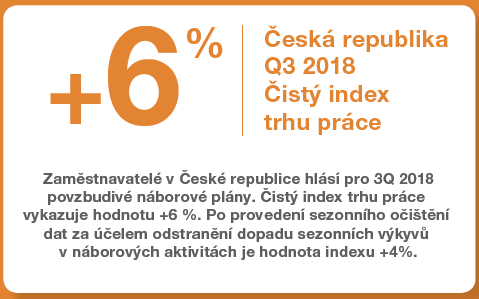 +6%
Česká republika
Q3 2018
Čistý index
trhu práce
Zaměstnavatelé v České republice hlásí pro 3Q 2018
povzbudivé náborové plány. Čistý index trhu práce
vykazuje hodnotu +6 %. Po provedení sezonního očištění
dat za účelem odstranění dopadu sezonních výkyvů
v náborových aktivitách je hodnota indexu +4%.